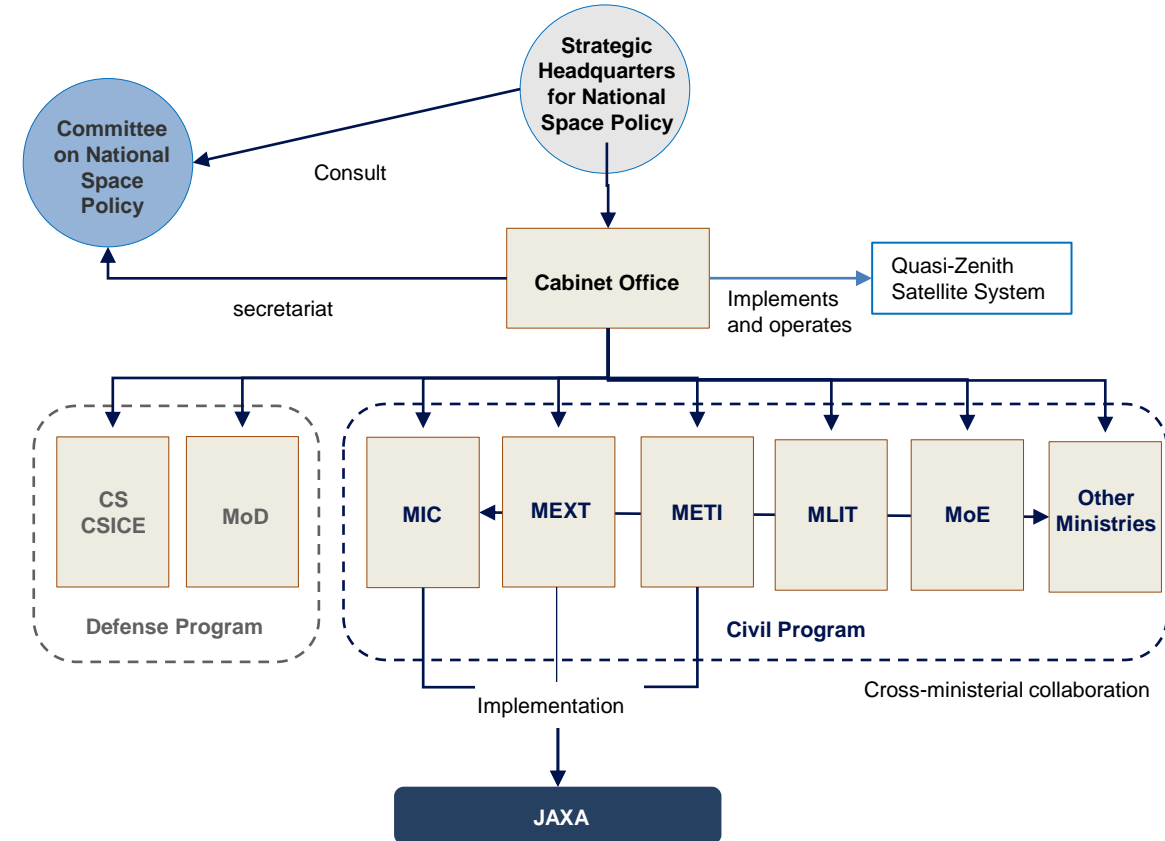 Strategic
Headquarters
for National
Space Policy
Committee
on National
Space
Policy
Consult
Cabinet Office
Quasi-Zenith
Satellite System
Implements
and operates
secretariat
CS
CSICE
MoD
MIC
MEXT
METI
MLIT
MoE
Other
Ministries
Defense Program
Civil Program
Cross-ministerial collaboration
Implementation
JAXA